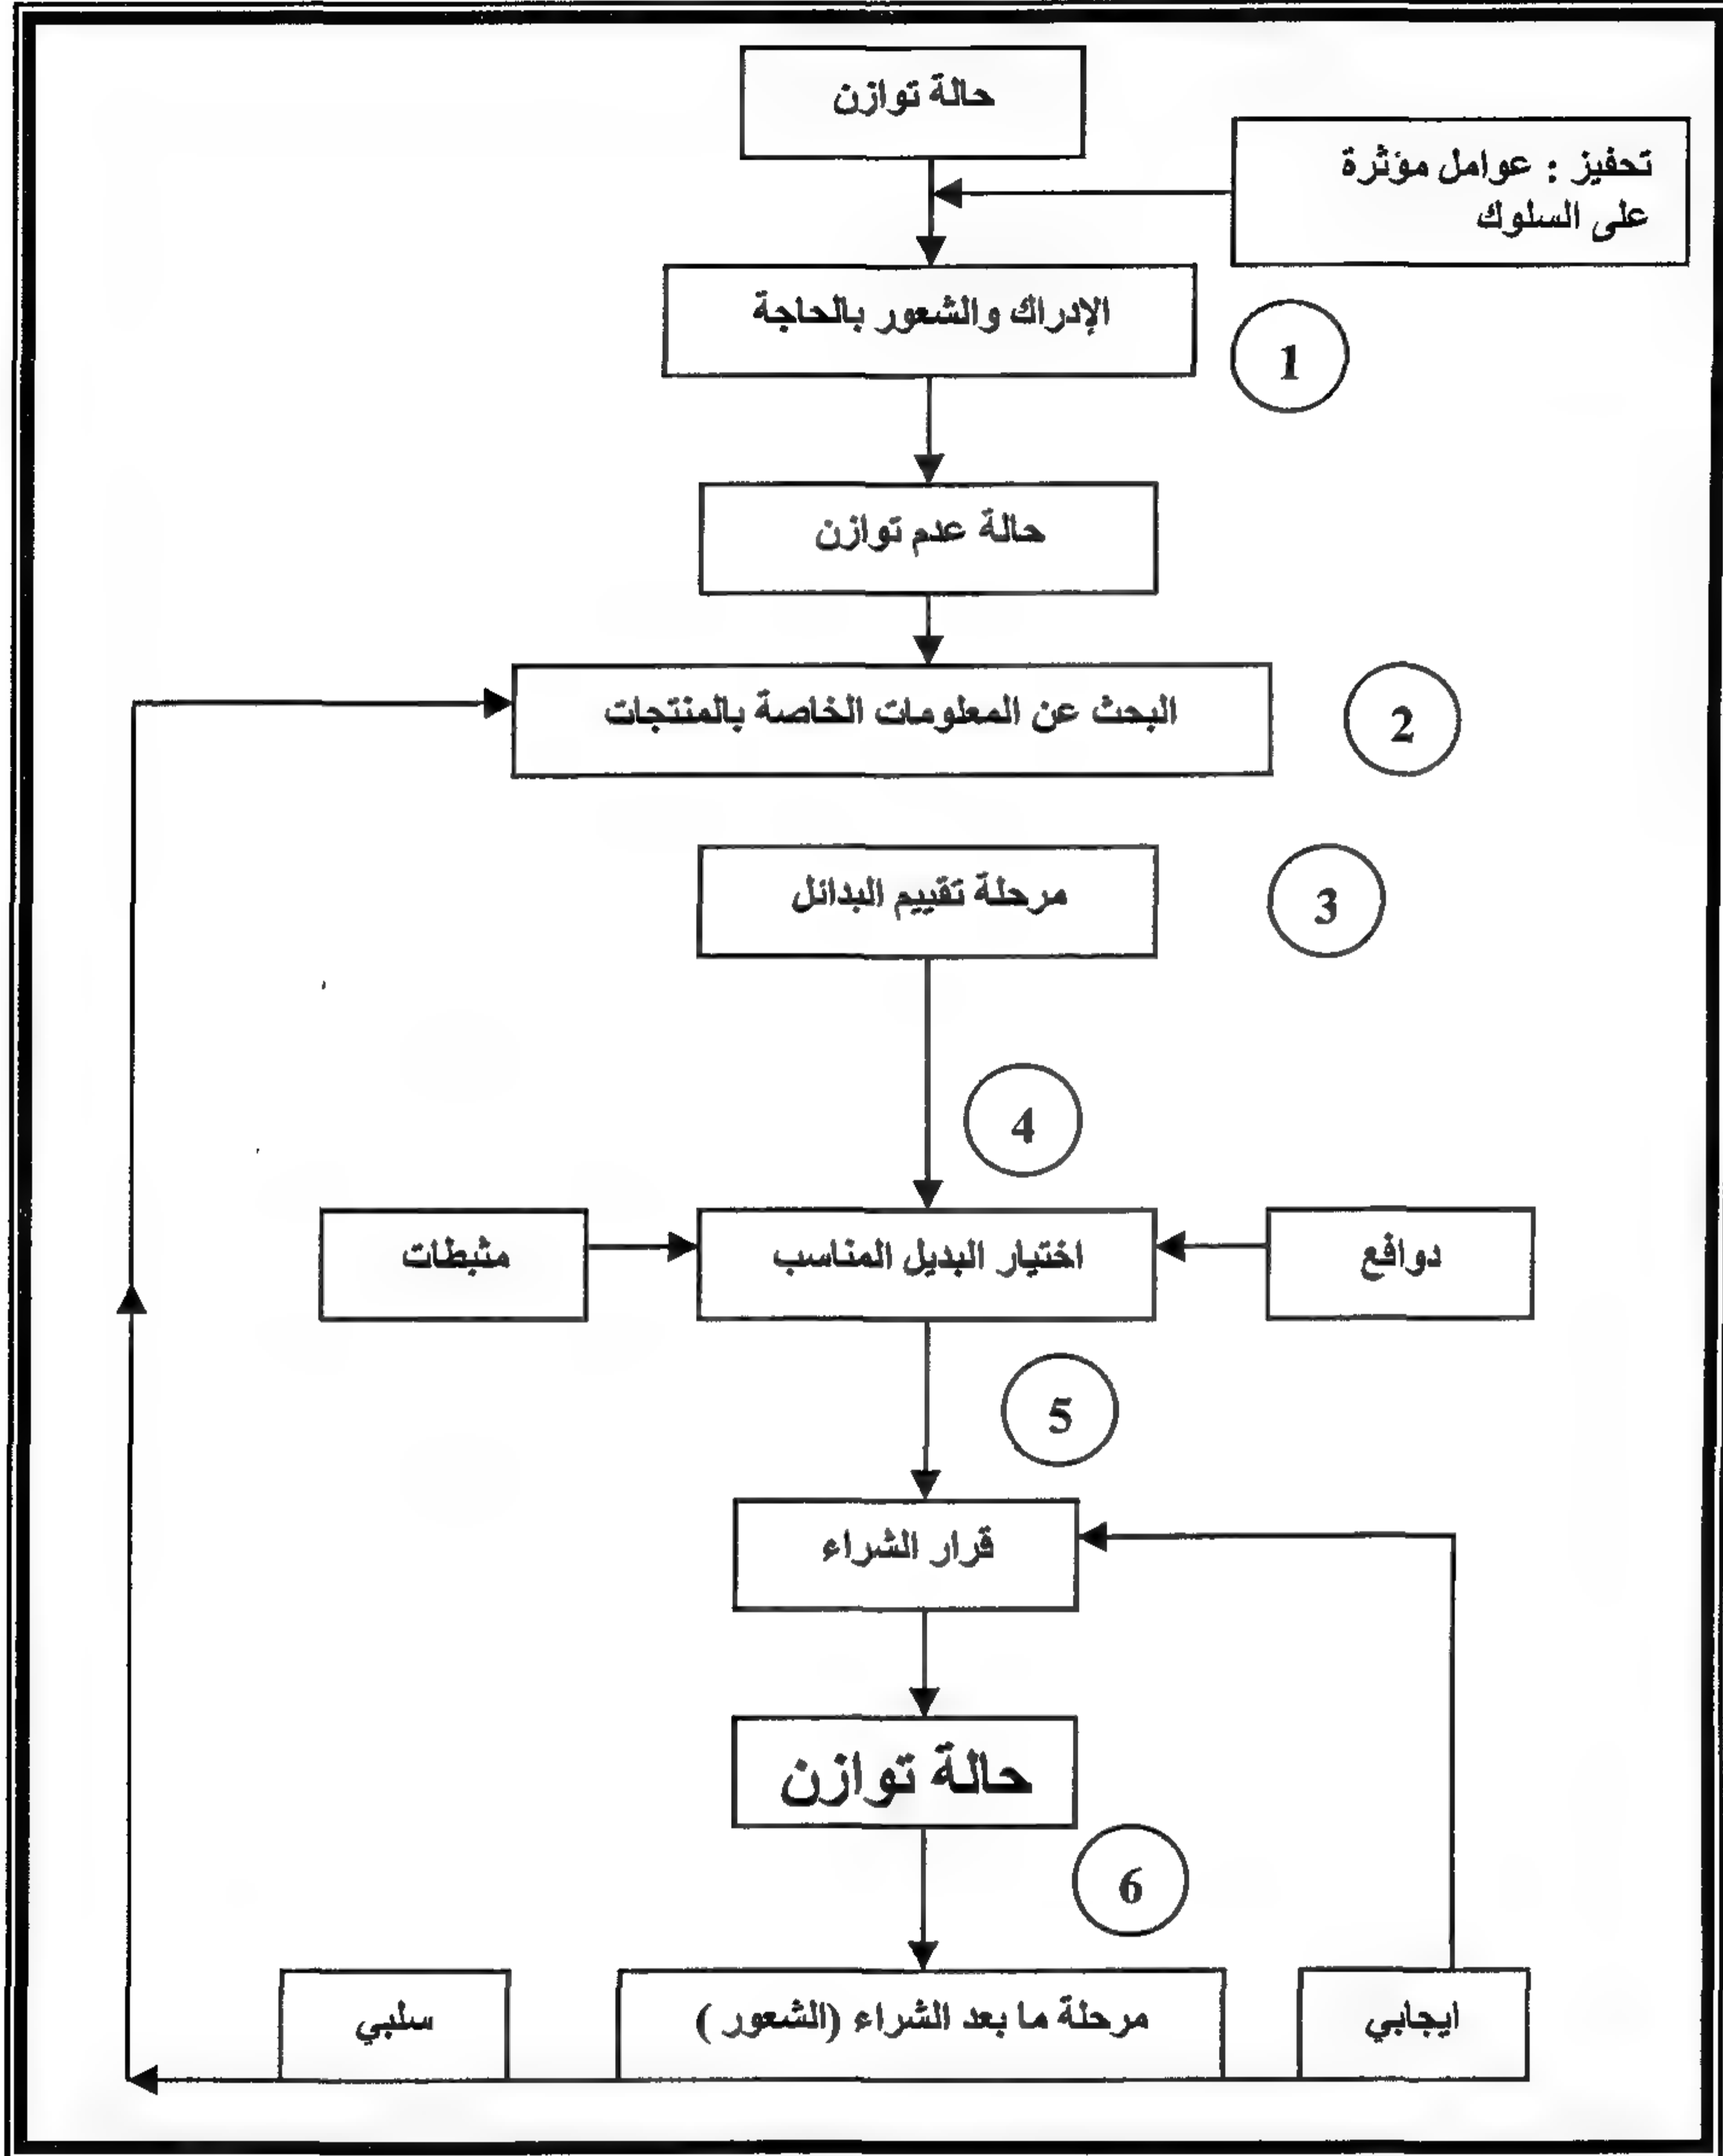 حالة توازن
تحفيز : عوامل مؤثرة
على السلوك
الإدراك والشعور بالحاجة
1
حالة عدم توازن
البحث عن المعلومات الخاصة بالمنتجات
2
مرحلة تقييم البدائل
3
4
دوافع
اختيار البديل المناسب
مثبطات
5
قرار الشراء
حالة توازن
6
ايجابي
مرحلة ما بعد الشراء (الشعور )
سلبي